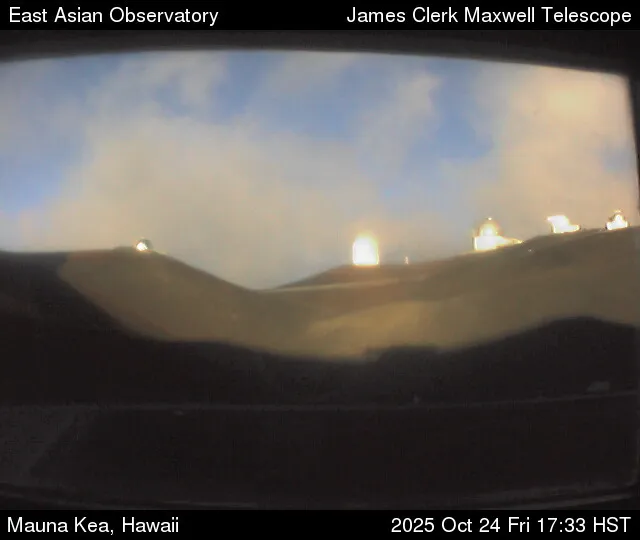 East Asian Observatory
James Clerk Maxwell Telescope
Mauna Kea, Hawaii
2025 Oct 24 Fri 17:33 HST